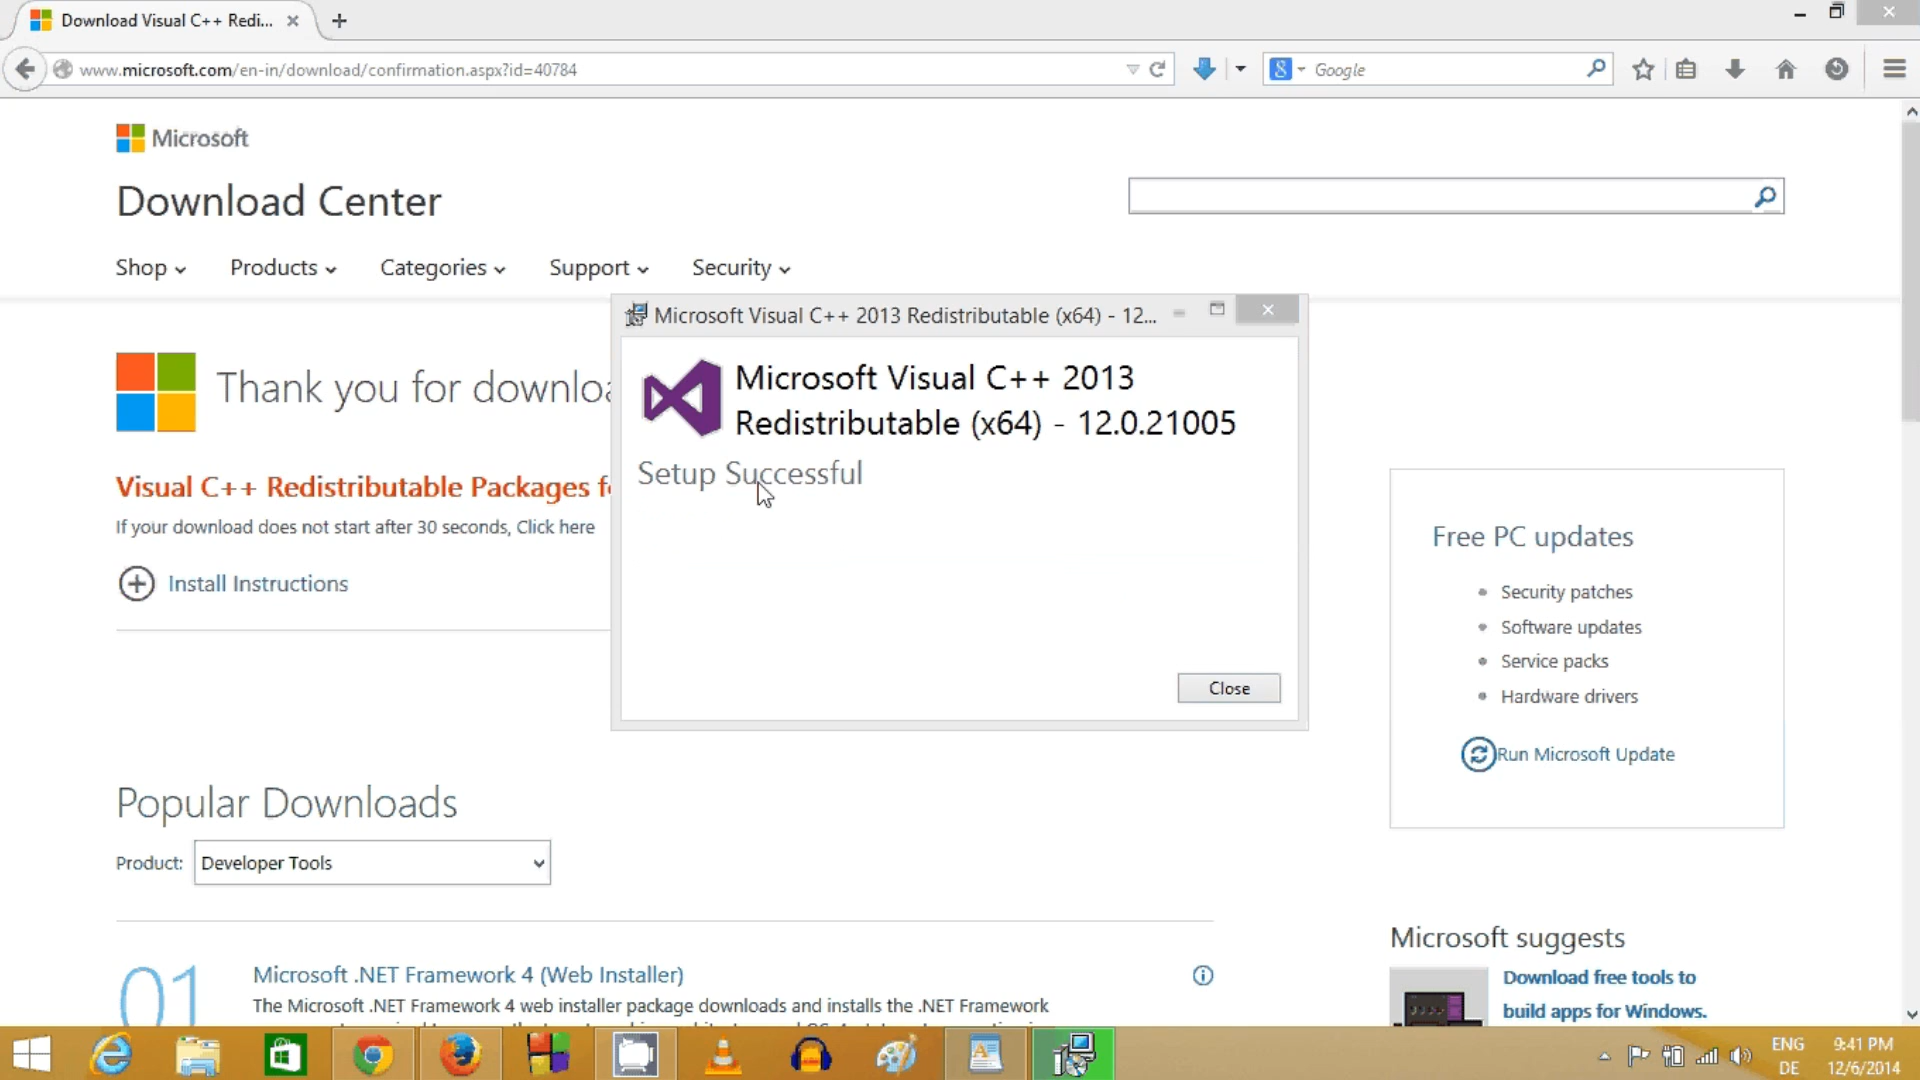 Download Visual C++ Redi...
www.microsoft.com/en-in/download/confirmation.aspx?id=40784
Google
Microsoft
Download Center
Shop
Products
Categories
Support
Security
Microsoft Visual C++ 2013 Redistributable (x64) - 12...
Microsoft Visual C++ 2013
Redistributable (x64) - 12.0.21005
Setup Successful
Close
Thank you for downloa
Visual C++ Redistributable Packages f
If your download does not start after 30 seconds, Click here
Install Instructions
Free PC updates
Security patches
Software updates
Service packs
Hardware drivers
Run Microsoft Update
Popular Downloads
Product:
Developer Tools
01
Microsoft .NET Framework 4 (Web Installer)
The Microsoft .NET Framework 4 web installer package downloads and installs the .NET Framework
Microsoft suggests
Download free tools to
build apps for Windows.
ENG
DE
9:41 PM
12/6/2014